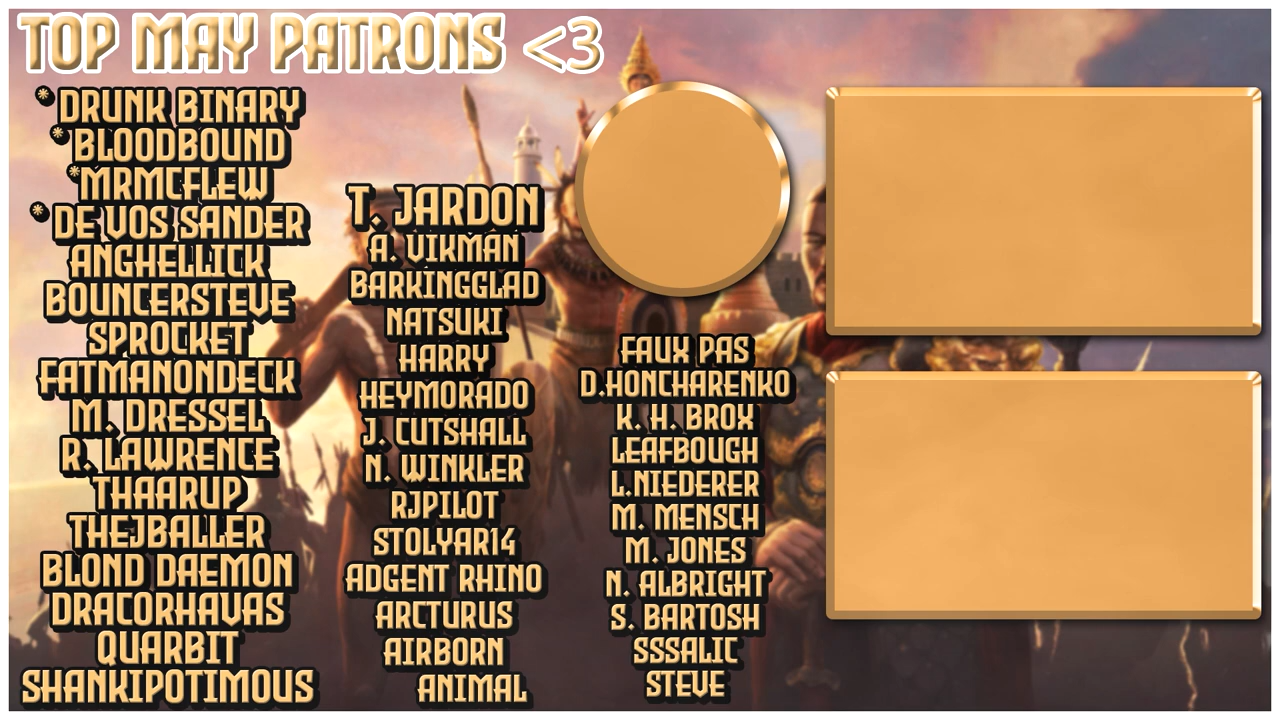 TOP MAY PATRONS <3
* DRUNK BINARY
* BLOODBOUND
* MRMCFLEW
* DE VOS SANDER
ANGHELLICK
BOUNCERSTEVE
SPROCKET
FATMANONDECK
M. DRESSEL
R. LAWRENCE
THAARUP
THEJBALLER
BLOND DAEMON
DRACORHAVAS
QUARBIT
SHANKIPOTIMOUS
T. JARDON
A. VIKMAN
BARKINGGLAD
NATSUKI
HARRY
HEYMORADO
J. CUTSHALL
N. WINKLER
RJPILOT
STOLYAR14
ADGENT RHINO
ARCTURUS
AIRBORN
ANIMAL
FAUX PAS
D.HONCHARENKO
K. H. BROX
LEAFBOUGH
L.NIEDERER
M. MENSCH
M. JONES
N. ALBRIGHT
S. BARTOSH
SSSALIC
STEVE